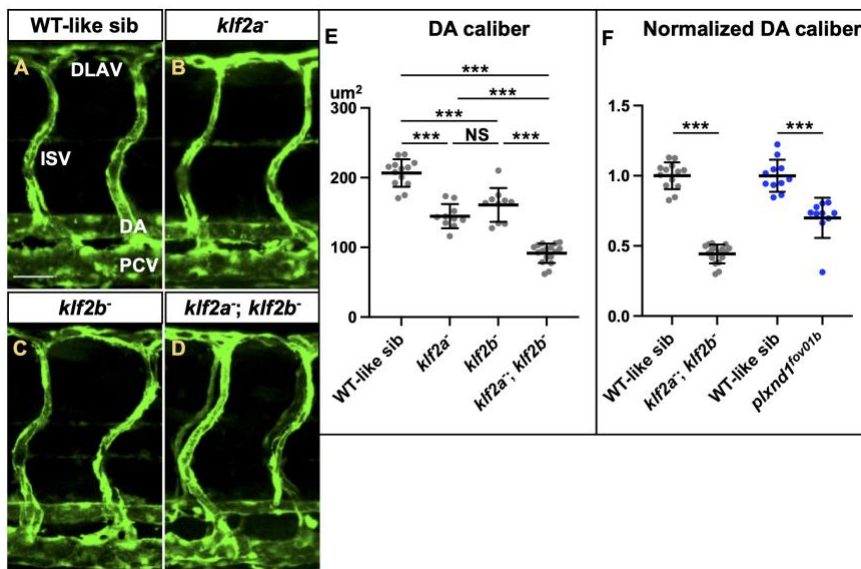 WT-like sib
klf2a-
E
DA caliber
F
Normalized DA caliber
A
DLAV
B
ISV
DA
PCV
um2
***
***
***
***
NS
***
300
200
100
0
WT-like sib
klf2a-
klf2b-
klf2a-; klf2b-
***
***
1.5
1.0
0.5
0.0
WT-like sib
klf2a-; klf2b-
WT-like sib
plxnd1fov01b
klf2b-
klf2a-; klf2b-
C
D